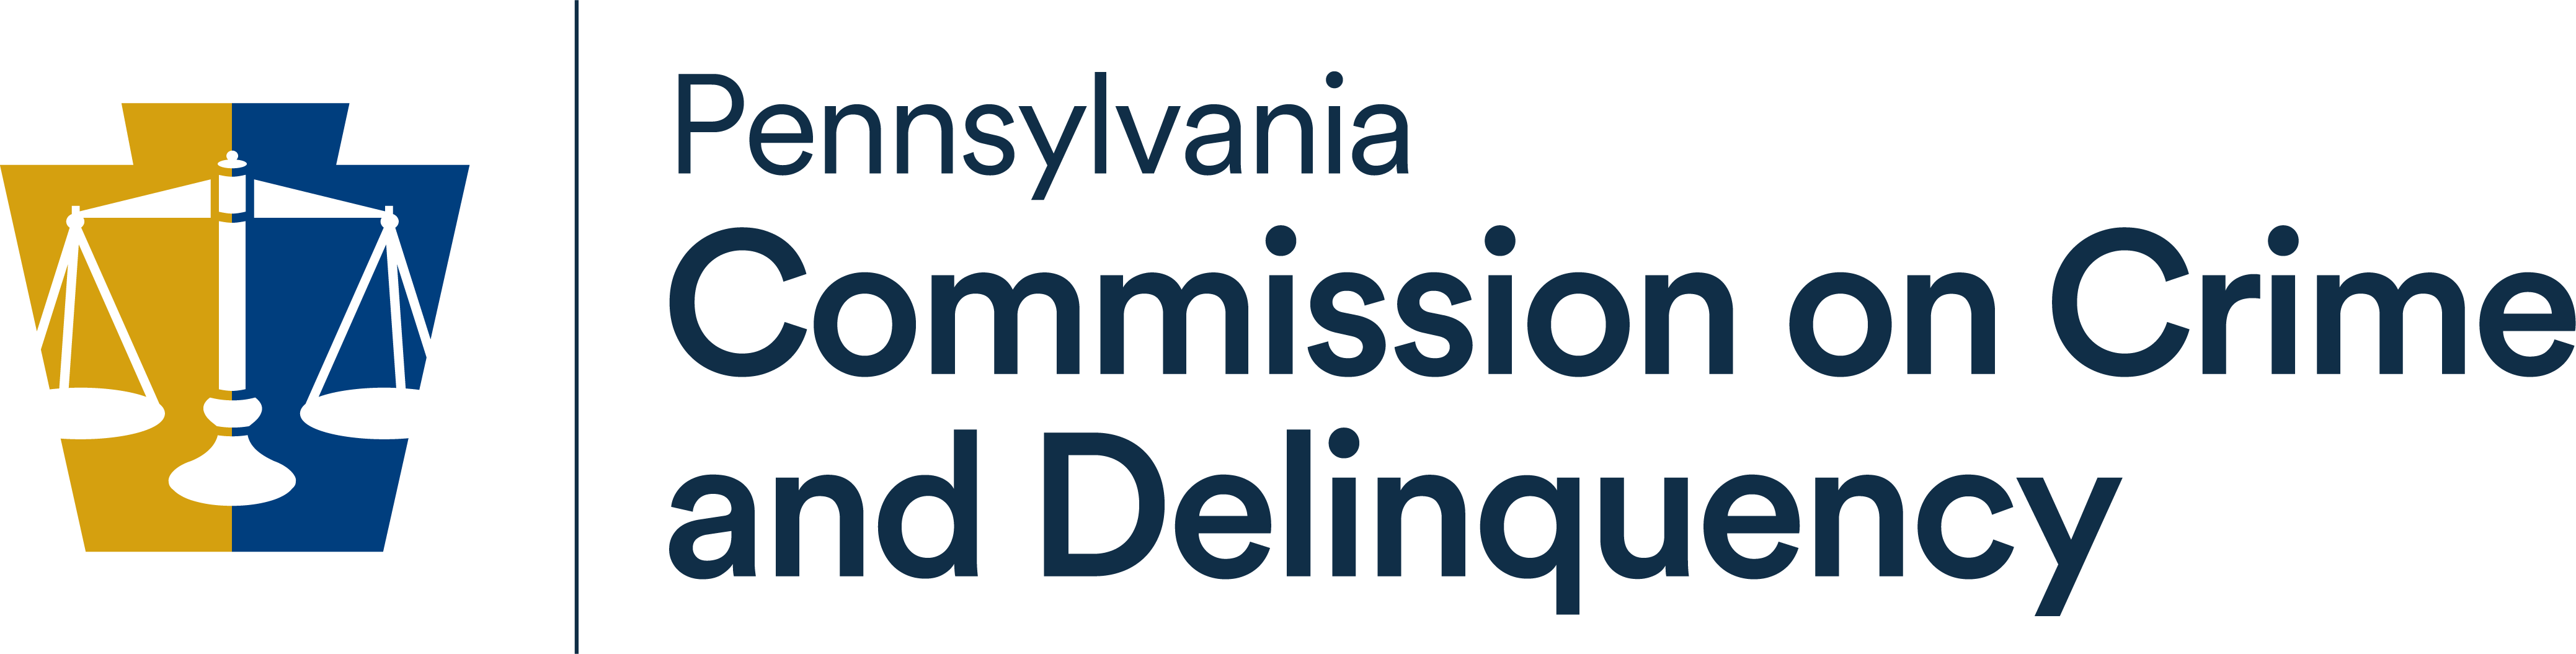 Pennsylvania
Commission on Crime
and Delinquency